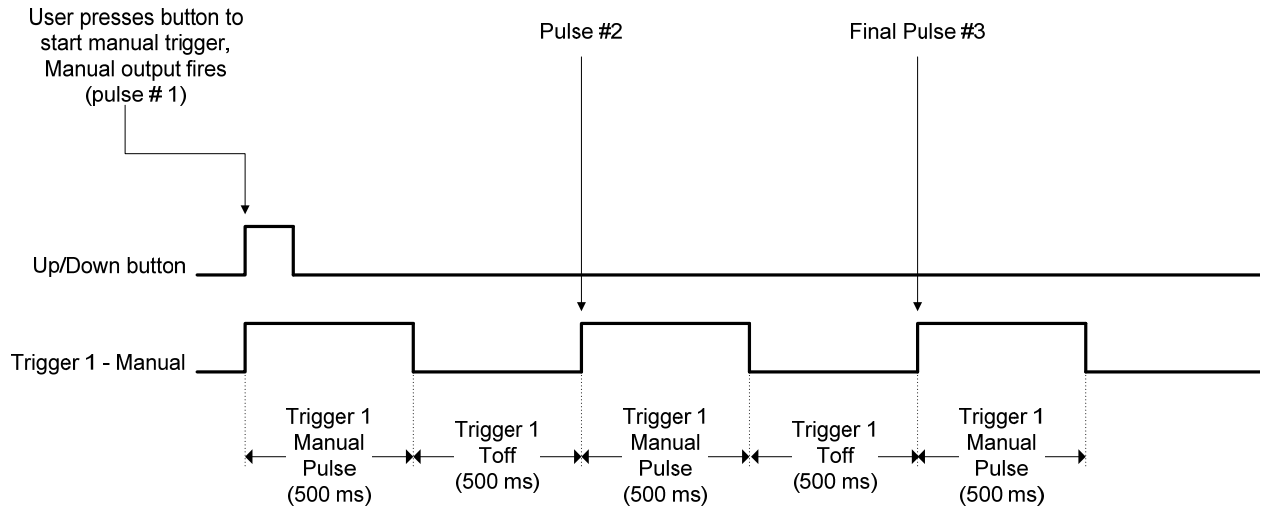 User presses button to
start manual trigger,
Manual output fires
(pulse # 1)
Pulse #2
Final Pulse #3
Up/Down button
Trigger 1 - Manual
Trigger 1
Manual
Pulse
(500 ms)
Trigger 1
Toff
(500 ms)
Trigger 1
Manual
Pulse
(500 ms)
Trigger 1
Toff
(500 ms)
Trigger 1
Manual
Pulse
(500 ms)